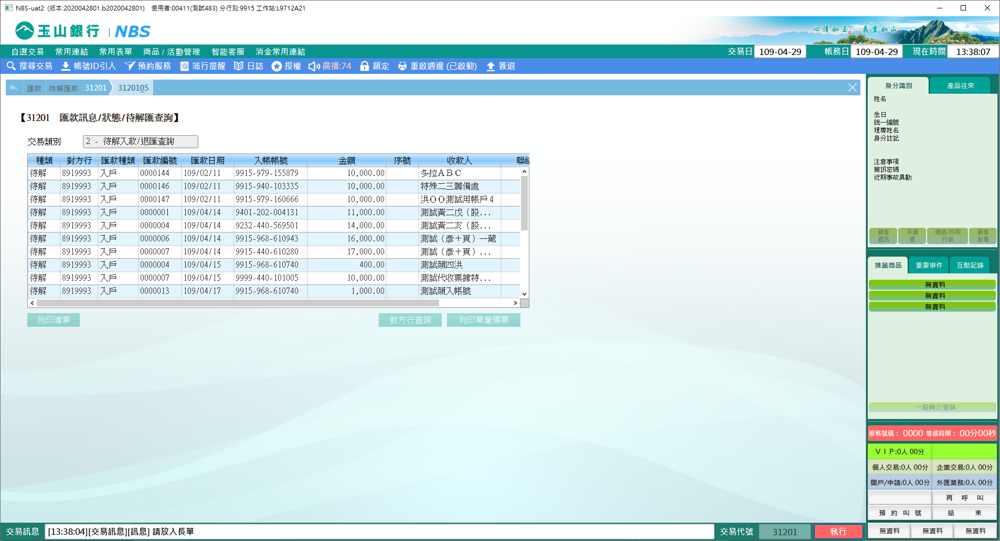 NBS-uat2 (版本:2020042801.b2020042801) 使用者:00411(測試483) 分行別:9915 工作站:L9712A21
玉山銀行 | NBS
心清如玉。義重如山。
自選交易 常用連結 常用表單 商品 / 活動管理 智能客服 消金常用連結 交易日 109-04-29 帳務日 109-04-29 現在時間 13:38:07
搜尋交易 帳號ID引入 預約服務 蒞行提醒 日誌 授權 廣播:74 鎖定 重啟週邊 (已啟動) 簽退
匯款 待解匯款 31201 3120105
【31201 匯款訊息/狀態/待解匯查詢】
交易類別 2 - 待解入款/退匯查詢
種類 對方行 匯款種類 匯款編號 匯款日期 入帳帳號 金額 序號 收款人 聯絡
待解 8919993 入戶 0000144 109/02/11 9915-979-155879 10,000.00 多拉ＡＢＣ
待解 8919993 入戶 0000146 109/02/11 9915-940-103335 10,000.00 特殊二三籌備處
待解 8919993 入戶 0000147 109/02/11 9915-979-160666 10,000.00 洪ＯＯ測試用帳戶４
待解 8919993 入戶 0000001 109/04/14 9401-202-004131 11,000.00 測試黃二戊（股...
待解 8919993 入戶 0000004 109/04/14 9232-440-569501 14,000.00 測試黃二亥（股...
待解 8919993 入戶 0000006 109/04/14 9915-968-610943 16,000.00 測試（彥＋頁）一藏
待解 8919993 入戶 0000007 109/04/14 9915-440-610280 17,000.00 測試（彥＋頁）...
待解 8919993 入戶 0000004 109/04/15 9915-968-610740 400.00 測試顏四洪
待解 8919993 入戶 0000007 109/04/15 9999-440-101005 10,000.00 測試代收票據特...
待解 8919993 入戶 0000013 109/04/17 9915-968-610740 1,000.00 測試顏入帳號
列印清單 對方行查詢 列印單筆傳票
身分識別 產品往來
姓名
生日
統一編號
理專姓名
身分註記
注意事項
簡訊密碼
近期事故異動
顧客資訊 手續費 通路/共同行銷 顧客影像
推薦商品 重要事件 互動記錄
無資料
無資料
無資料
一般轉介登錄
服務號碼： 0000 等候時間： 00分00秒
ＶＩＰ:0人 00分
個人交易:0人 00分 企業交易:0人 00分
開戶/申請:0人 00分 外匯業務:0人 00分
再 呼 叫
預 約 叫 號 結 束
無資料 無資料 無資料
交易訊息 [13:38:04][交易訊息][訊息] 請放入長單 交易代號 31201 執行